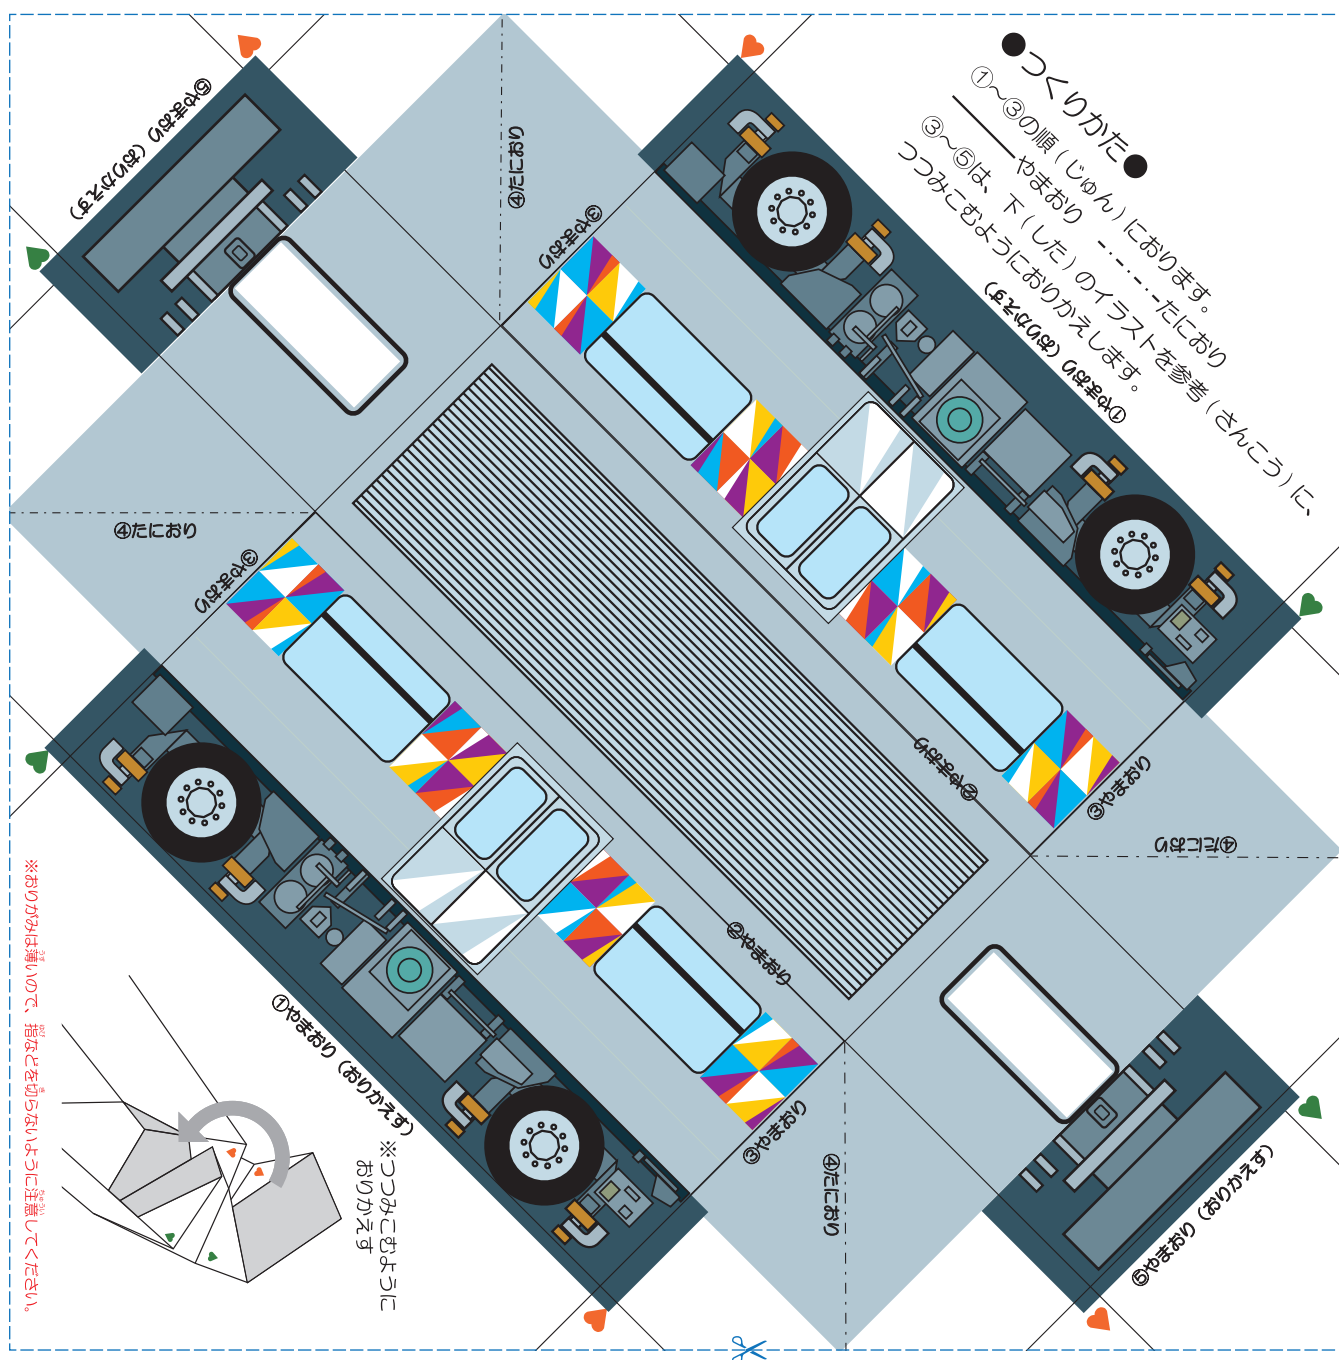 ●つくりかた●
①～③の順（じゅん）におります。
やまおり たにおり
③～⑤は、下（した）のイラストを参考（さんこう）に、
つつみこむようにおりかえします。
①やまおり（おりかえす）
⑤やまおり（おりかえす）
④たにおり
③やまおり
④たにおり
③やまおり
②やまおり
③やまおり
④たにおり
②やまおり
③やまおり
④たにおり
①やまおり（おりかえす）
⑤やまおり（おりかえす）
※つつみこむように
おりかえす
※おりがみは薄いので、指などを切らないように注意してください。